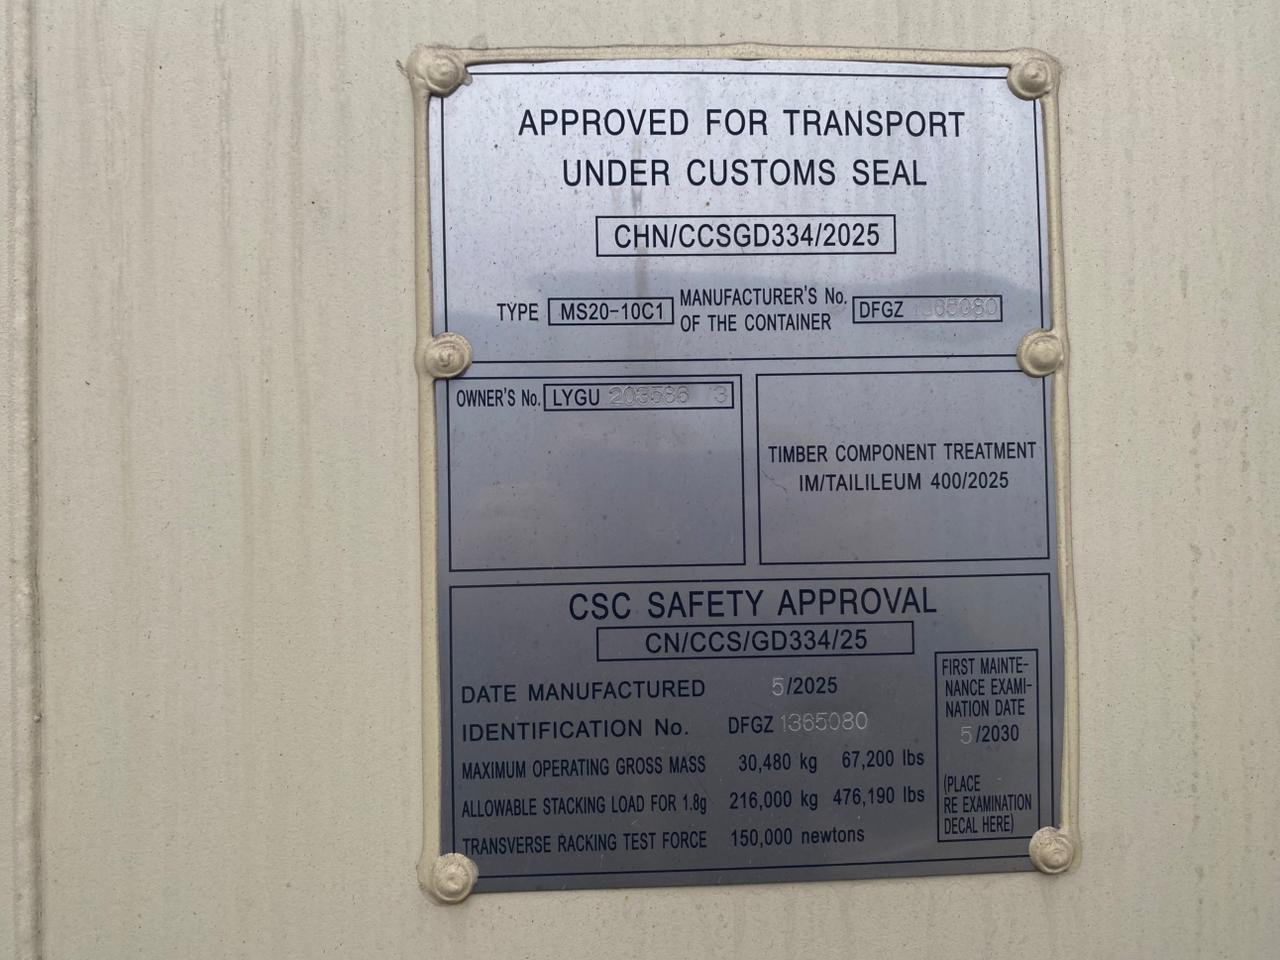 APPROVED FOR TRANSPORT
UNDER CUSTOMS SEAL
CHN/CCSGD334/2025
TYPE MS20-10C1 MANUFACTURER'S No. OF THE CONTAINER DFGZ 1365080
OWNER'S No. LYGU 3
TIMBER COMPONENT TREATMENT
IM/TAILILEUM 400/2025
CSC SAFETY APPROVAL
CN/CCS/GD334/25
DATE MANUFACTURED 5/2025
IDENTIFICATION No. DFGZ 1365080
MAXIMUM OPERATING GROSS MASS 30,480 kg 67,200 lbs
ALLOWABLE STACKING LOAD FOR 1.8g 216,000 kg 476,190 lbs
TRANSVERSE RACKING TEST FORCE 150,000 newtons
FIRST MAINTE-
NANCE EXAMI-
NATION DATE
5/2030
(PLACE
RE EXAMINATION
DECAL HERE)